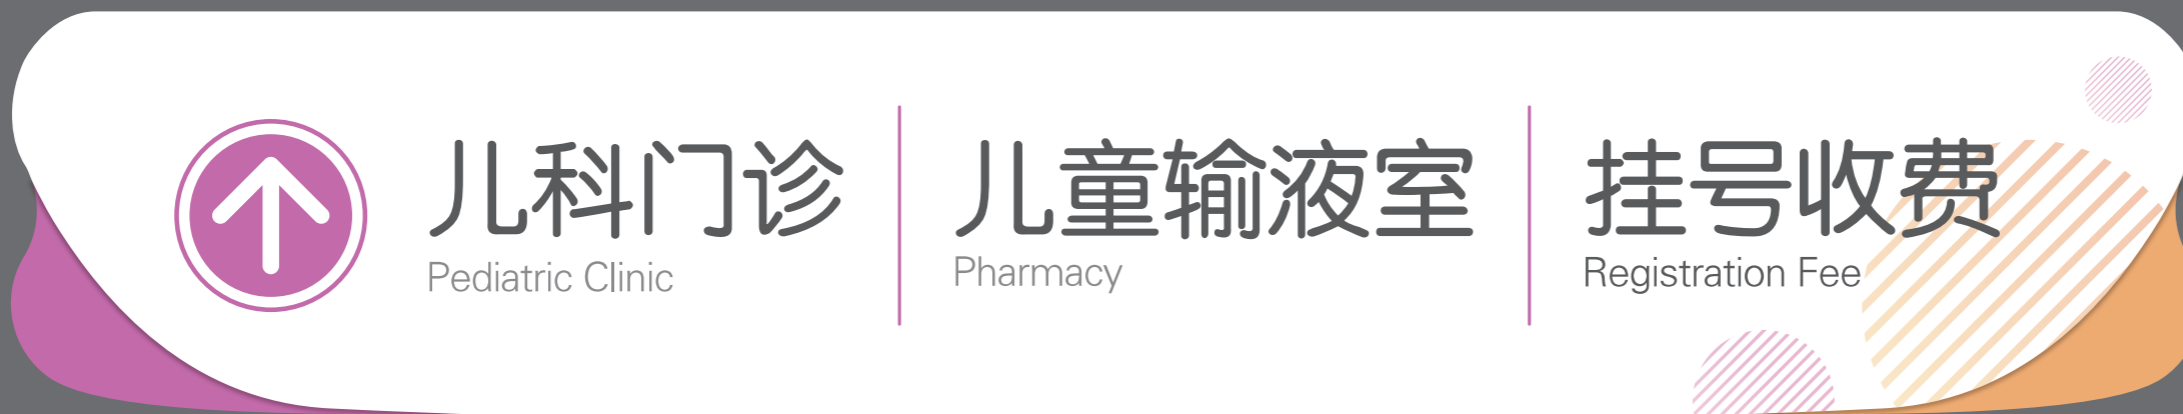 儿科门诊
Pediatric Clinic
儿童输液室
Pharmacy
挂号收费
Registration Fee